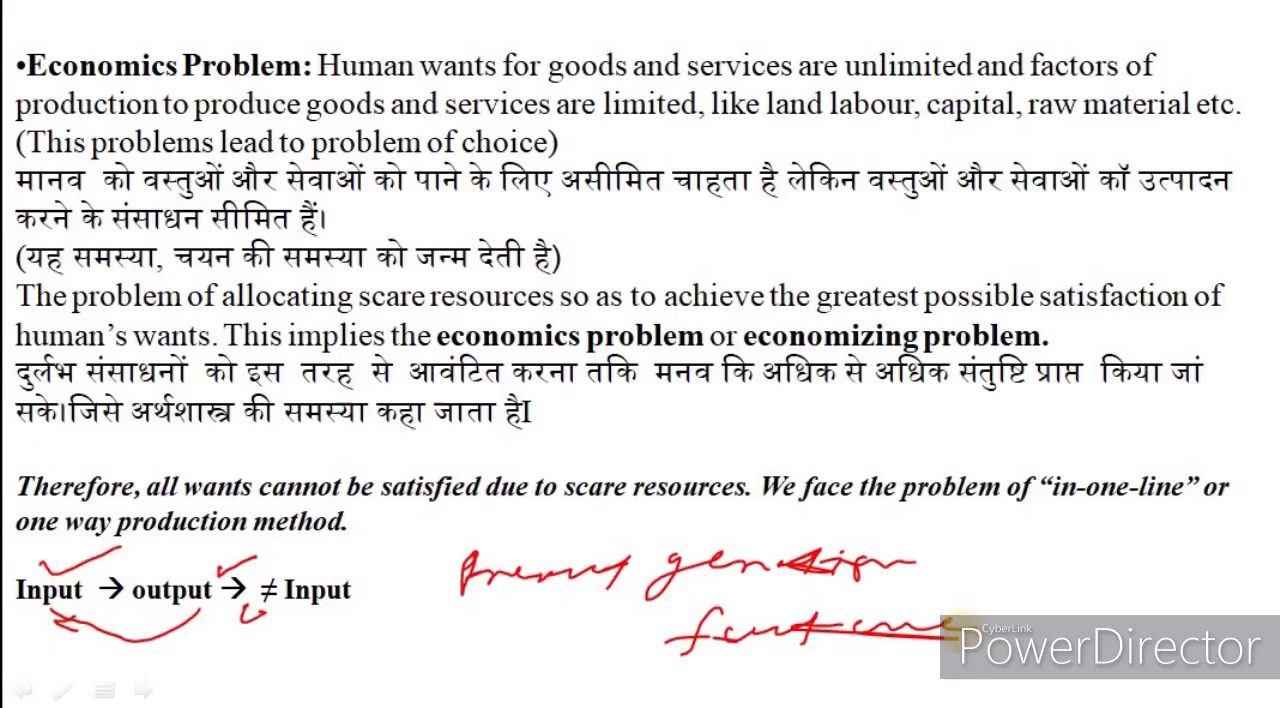 •Economics Problem: Human wants for goods and services are unlimited and factors of
production to produce goods and services are limited, like land labour, capital, raw material etc.
(This problems lead to problem of choice)
मानव को वस्तुओं और सेवाओं को पाने के लिए असीमित चाहता है लेकिन वस्तुओं और सेवाओं कॉ उत्पादन
करने के संसाधन सीमित हैं।
(यह समस्या, चयन की समस्या को जन्म देती है)
The problem of allocating scare resources so as to achieve the greatest possible satisfaction of
human's wants. This implies the economics problem or economizing problem.
दुर्लभ संसाधनों को इस तरह से आवंटित करना तकि मनव कि अधिक से अधिक संतुष्टि प्राप्त किया जां
सके।जिसे अर्थशास्त्र की समस्या कहा जाता हैI
Therefore, all wants cannot be satisfied due to scare resources. We face the problem of “in-one-line” or
one way production method.
Input → output → ≠ Input
CyberLink
PowerDirector